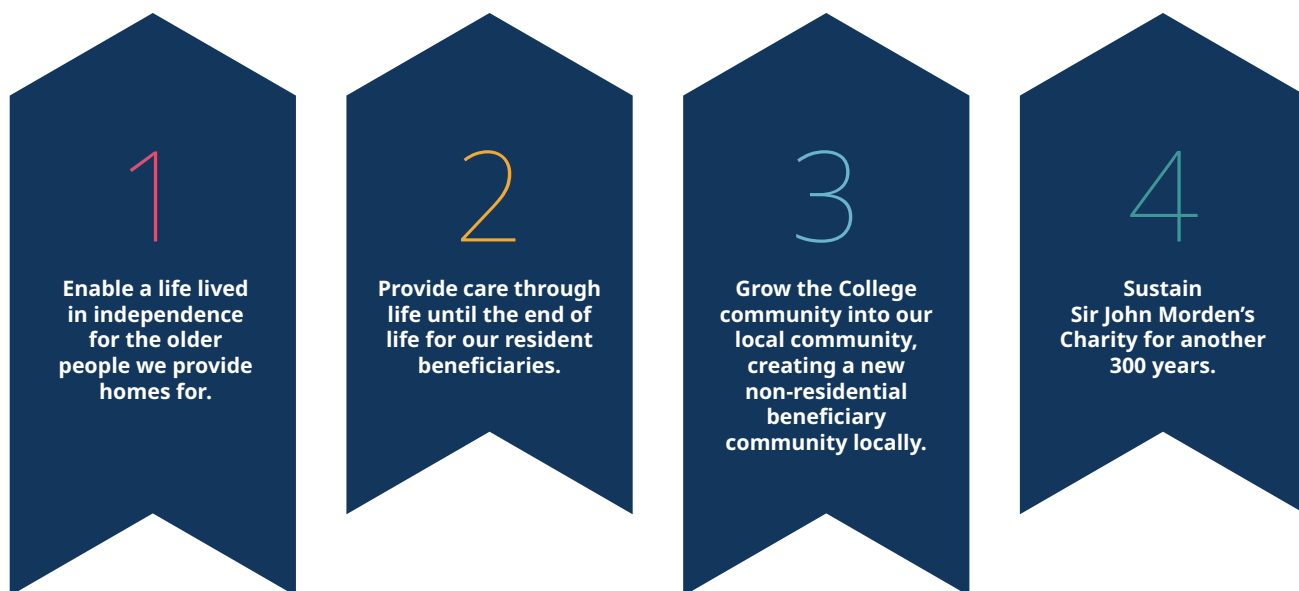 1
Enable a life lived
in independence
for the older
people we provide
homes for.
2
Provide care through
life until the end of
life for our resident
beneficiaries.
3
Grow the College
community into our
local community,
creating a new
non-residential
beneficiary
community locally.
4
Sustain
Sir John Morden’s
Charity for another
300 years.